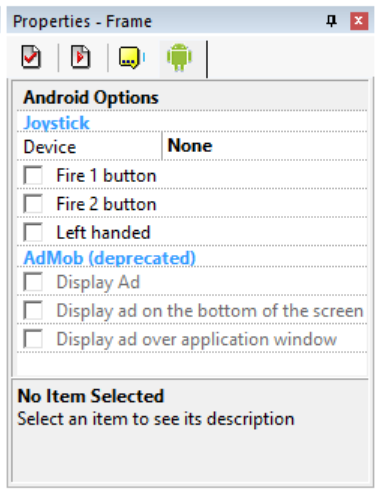 Properties - Frame
Android Options
Joystick
Device None
Fire 1 button
Fire 2 button
Left handed
AdMob (deprecated)
Display Ad
Display ad on the bottom of the screen
Display ad over application window
No Item Selected
Select an item to see its description